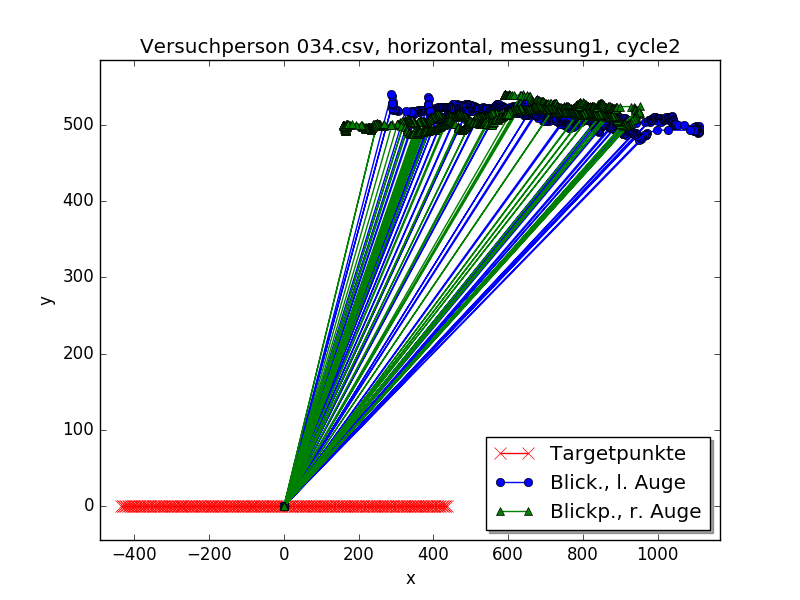 Versuchperson 034.csv, horizontal, messung1, cycle2
500
400
300
200
100
0
y
−400
−200
0
200
400
600
800
1000
x
Targetpunkte
Blick., l. Auge
Blickp., r. Auge